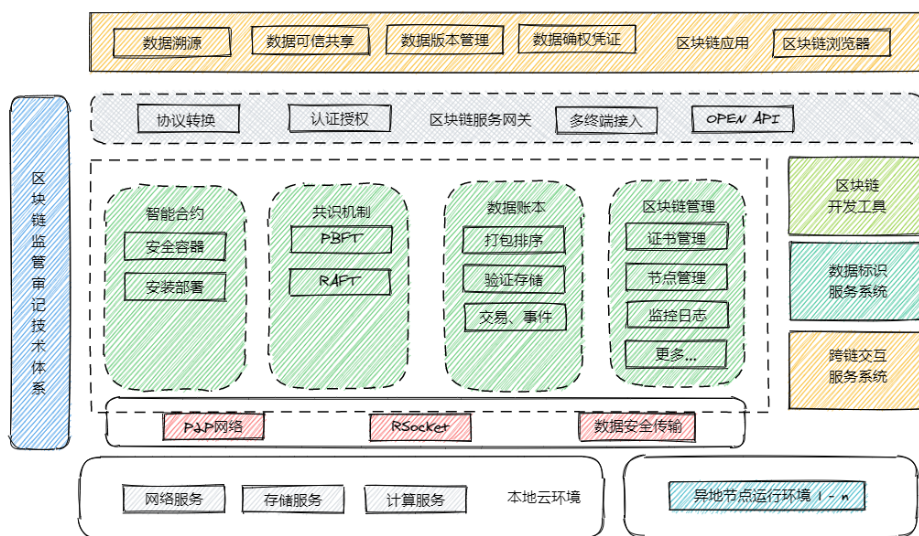 数据溯源
数据可信共享
数据版本管理
数据确权凭证
区块链应用
区块链浏览器
协议转换
认证授权
区块链服务网关
多终端接入
OPEN API
区块链监管审记技术体系
智能合约
安全容器
安装部署
共识机制
PBFT
RAFT
数据账本
打包排序
验证存储
交易、事件
区块链管理
证书管理
节点管理
监控日志
更多...
区块链
开发工具
数据标识
服务系统
跨链交互
服务系统
P2P网络
RSocket
数据安全传输
网络服务
存储服务
计算服务
本地云环境
异地节点运行环境 1 - n